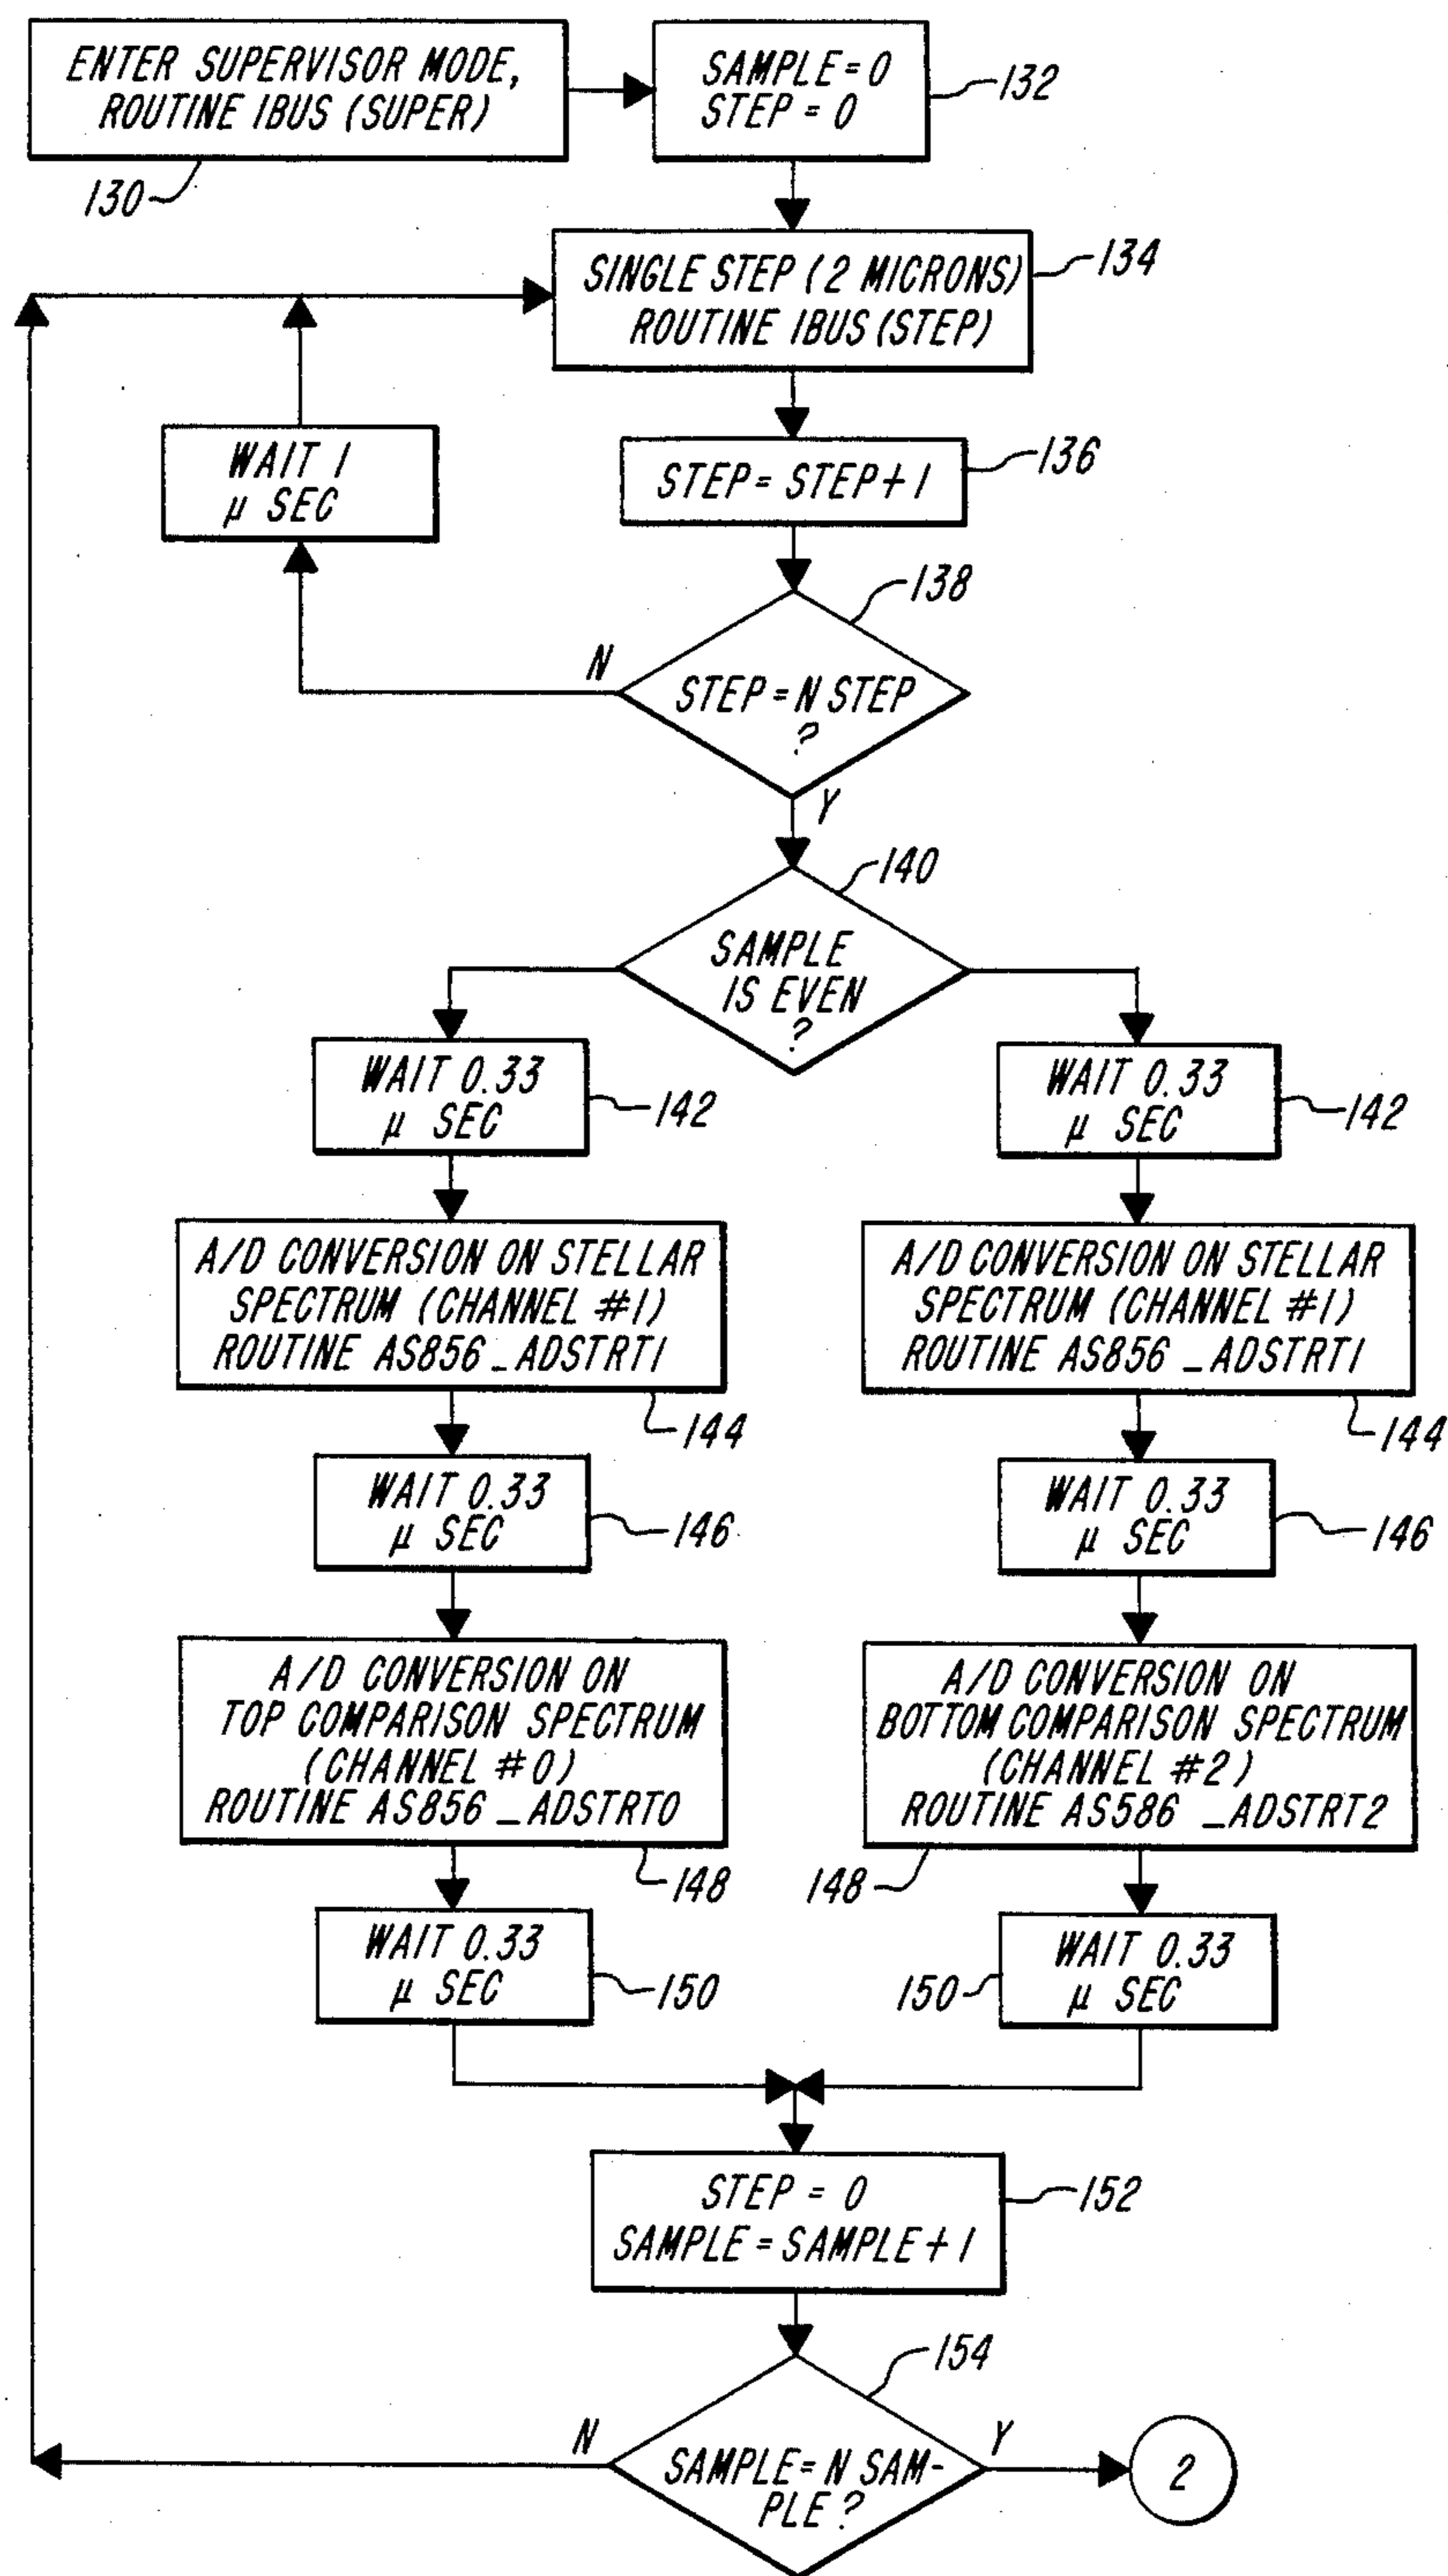 ENTER SUPERVISOR MODE,
ROUTINE IBUS (SUPER)
130
SAMPLE = 0
STEP = 0
132
SINGLE STEP (2 MICRONS)
ROUTINE IBUS (STEP)
134
WAIT 1
μ SEC
STEP = STEP + 1
136
138
N
STEP = N STEP
?
Y
140
SAMPLE
IS EVEN
?
WAIT 0.33
μ SEC
142
WAIT 0.33
μ SEC
142
A/D CONVERSION ON STELLAR
SPECTRUM (CHANNEL #1)
ROUTINE AS856 _ADSTRT1
144
A/D CONVERSION ON STELLAR
SPECTRUM (CHANNEL #1)
ROUTINE AS856 _ADSTRT1
144
WAIT 0.33
μ SEC
146
WAIT 0.33
μ SEC
146
A/D CONVERSION ON
TOP COMPARISON SPECTRUM
(CHANNEL #0)
ROUTINE AS856 _ADSTRT0
148
A/D CONVERSION ON
BOTTOM COMPARISON SPECTRUM
(CHANNEL #2)
ROUTINE AS586 _ADSTRT2
148
WAIT 0.33
μ SEC
150
WAIT 0.33
μ SEC
150
STEP = 0
SAMPLE = SAMPLE + 1
152
154
N
SAMPLE = N SAM-
PLE ?
Y
2